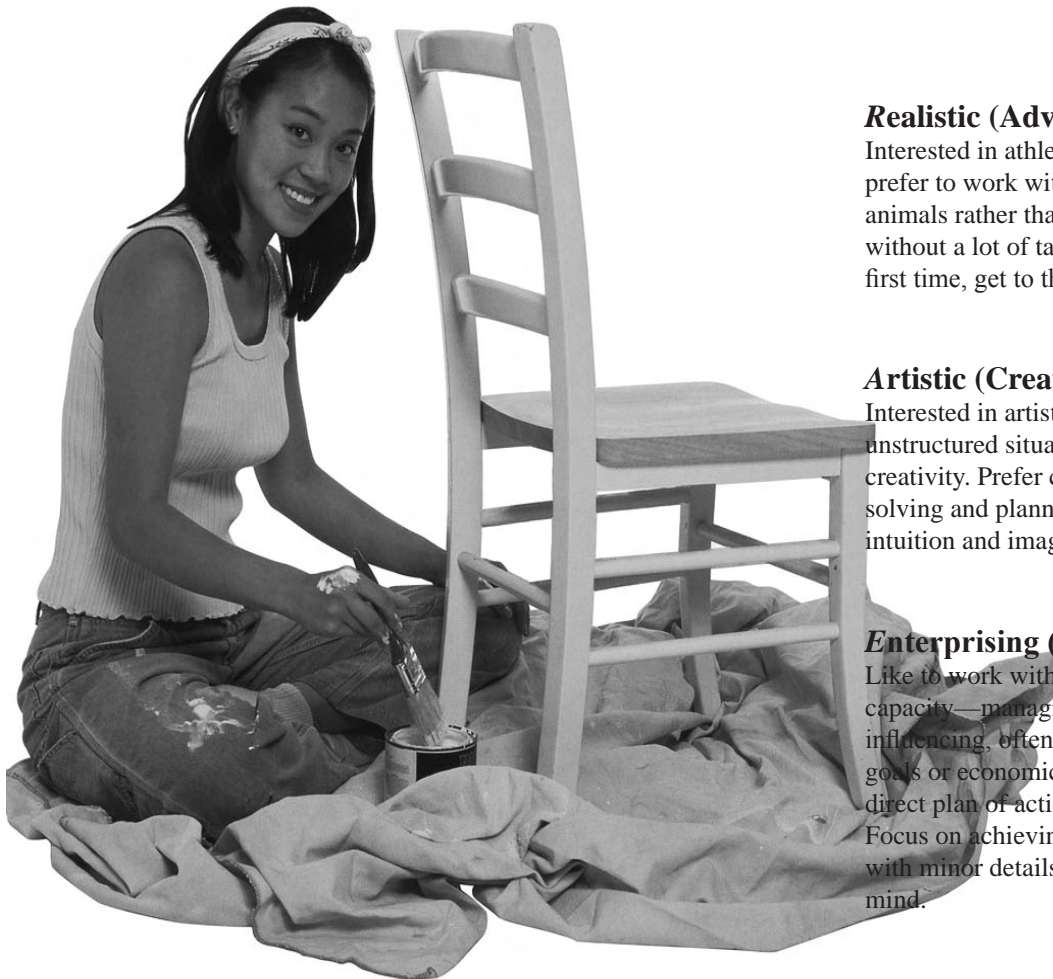 Realistic (Adv
Interested in athle
prefer to work wit
animals rather tha
without a lot of ta
first time, get to th
Artistic (Crea
Interested in artist
unstructured situa
creativity. Prefer c
solving and plann
intuition and imag
Enterprising (
Like to work with
capacity—manag
influencing, often
goals or economic
direct plan of acti
Focus on achievin
with minor details
mind.